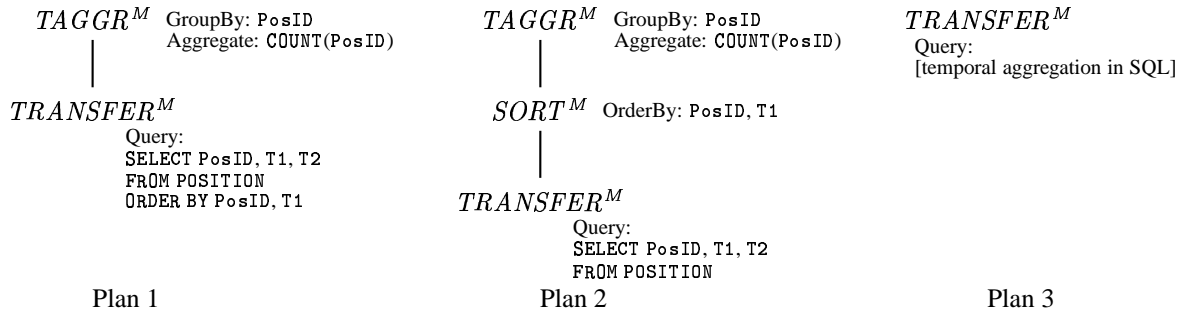 TAGGR^M GroupBy: PosID
Aggregate: COUNT(PosID)
TRANSFER^M
Query:
SELECT PosID, T1, T2
FROM POSITION
ORDER BY PosID, T1
Plan 1
TAGGR^M GroupBy: PosID
Aggregate: COUNT(PosID)
SORT^M OrderBy: PosID, T1
TRANSFER^M
Query:
SELECT PosID, T1, T2
FROM POSITION
Plan 2
TRANSFER^M
Query:
[temporal aggregation in SQL]
Plan 3